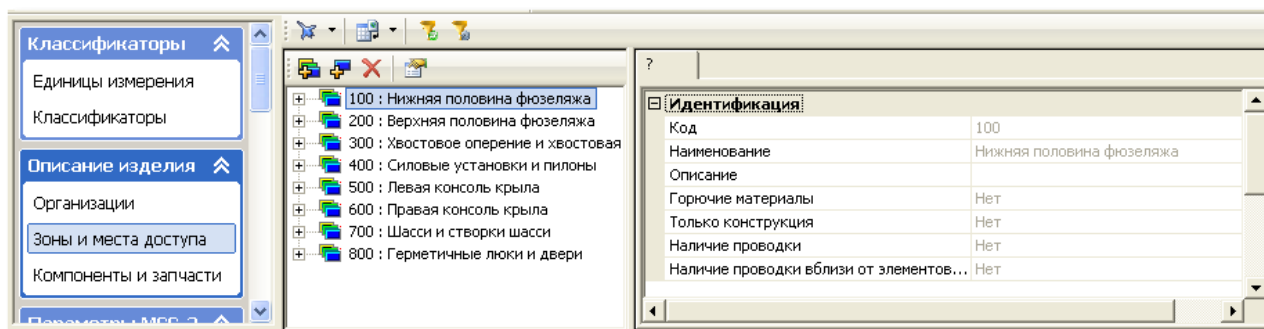 Классификаторы
Единицы измерения
Классификаторы
Описание изделия
Организации
Зоны и места доступа
Компоненты и запчасти
Параметры MSG-3
100 : Нижняя половина фюзеляжа
200 : Верхняя половина фюзеляжа
300 : Хвостовое оперение и хвостовая
400 : Силовые установки и пилоны
500 : Левая консоль крыла
600 : Правая консоль крыла
700 : Шасси и створки шасси
800 : Герметичные люки и двери
?
Идентификация
Код 100
Наименование Нижняя половина фюзеляжа
Описание
Горючие материалы Нет
Только конструкция Нет
Наличие проводки Нет
Наличие проводки вблизи от элементов... Нет